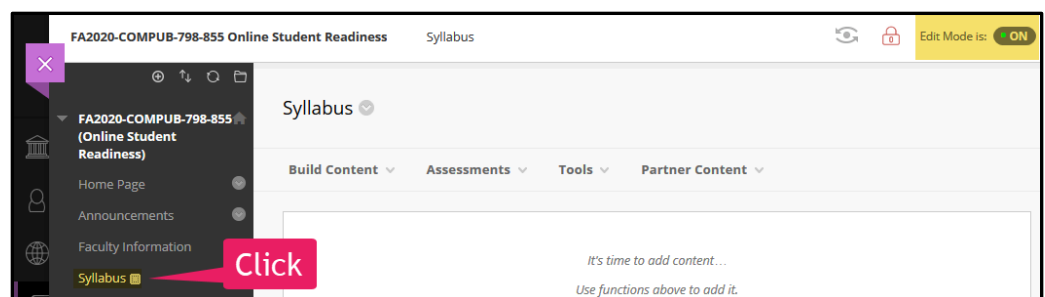 FA2020-COMPUB-798-855 Online Student Readiness Syllabus
Edit Mode is: ON
FA2020-COMPUB-798-855
(Online Student
Readiness)
Home Page
Announcements
Faculty Information
Syllabus
Click
Syllabus
Build Content Assessments Tools Partner Content
It's time to add content...
Use functions above to add it.